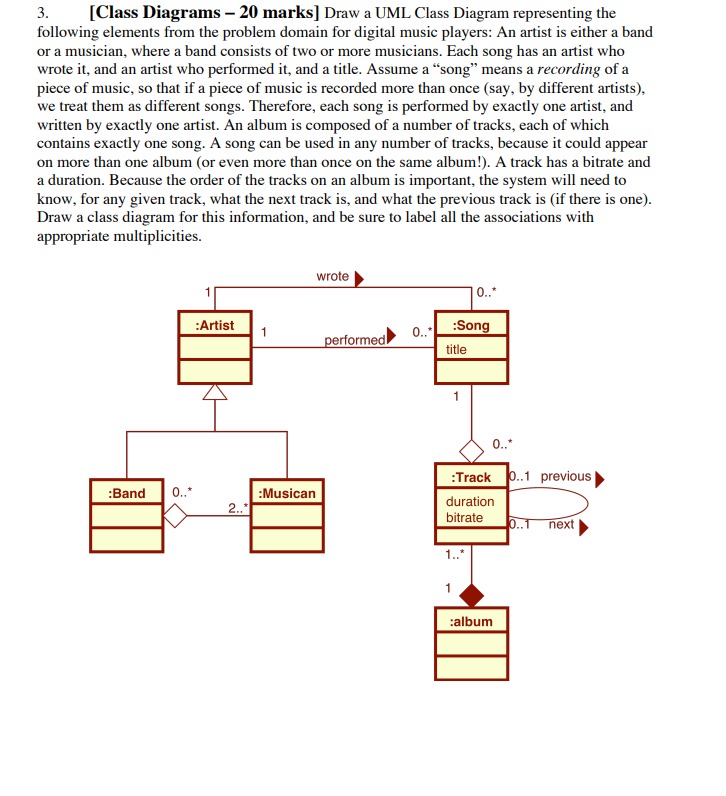 3. [Class Diagrams – 20 marks] Draw a UML Class Diagram representing the
following elements from the problem domain for digital music players: An artist is either a band
or a musician, where a band consists of two or more musicians. Each song has an artist who
wrote it, and an artist who performed it, and a title. Assume a “song” means a recording of a
piece of music, so that if a piece of music is recorded more than once (say, by different artists),
we treat them as different songs. Therefore, each song is performed by exactly one artist, and
written by exactly one artist. An album is composed of a number of tracks, each of which
contains exactly one song. A song can be used in any number of tracks, because it could appear
on more than one album (or even more than once on the same album!). A track has a bitrate and
a duration. Because the order of the tracks on an album is important, the system will need to
know, for any given track, what the next track is, and what the previous track is (if there is one).
Draw a class diagram for this information, and be sure to label all the associations with
appropriate multiplicities.
wrote
1 0..*
:Artist 1 performed 0..* :Song
title
1
0..*
:Track 0..1 previous
duration
bitrate
0..1 next
:Band 0..* 2..* :Musican
1..*
1
:album